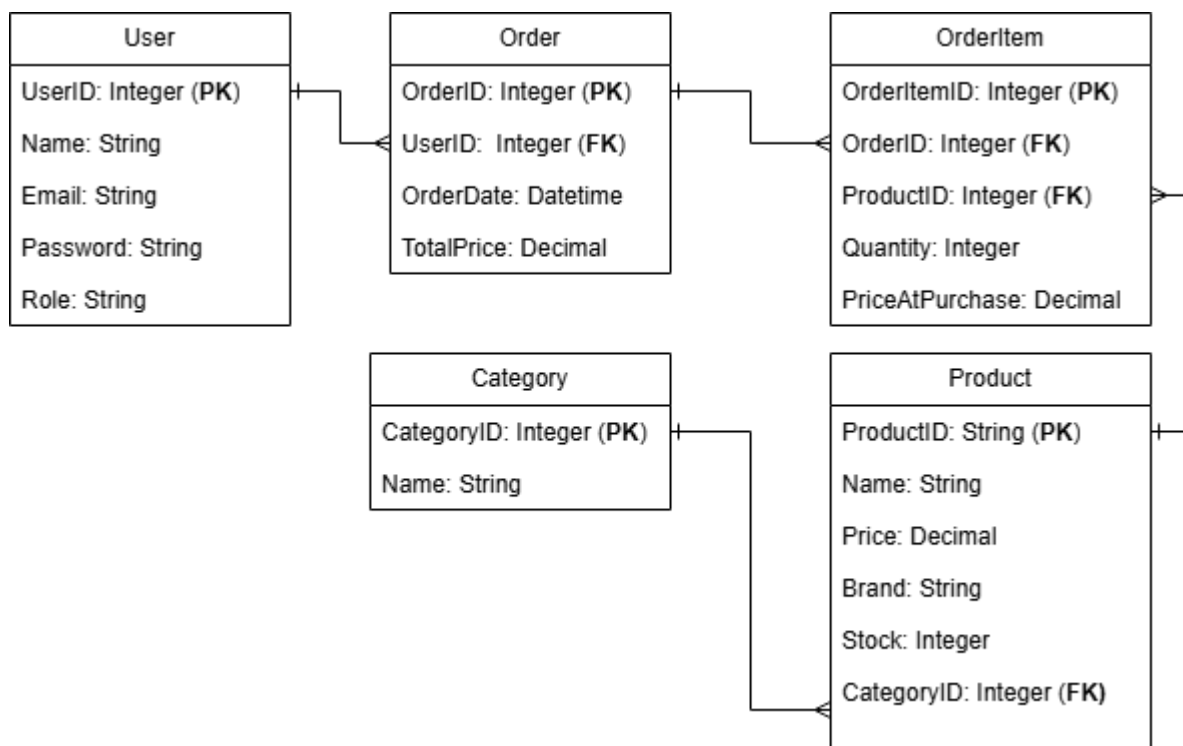 User
UserID: Integer (PK)
Name: String
Email: String
Password: String
Role: String
Order
OrderID: Integer (PK)
UserID:  Integer (FK)
OrderDate: Datetime
TotalPrice: Decimal
OrderItem
OrderItemID: Integer (PK)
OrderID: Integer (FK)
ProductID: Integer (FK)
Quantity: Integer
PriceAtPurchase: Decimal
Category
CategoryID: Integer (PK)
Name: String
Product
ProductID: String (PK)
Name: String
Price: Decimal
Brand: String
Stock: Integer
CategoryID: Integer (FK)